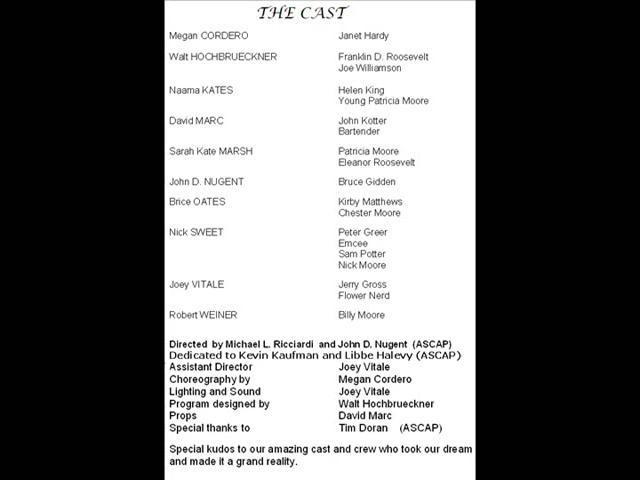 THE CAST
Megan CORDERO Janet Hardy
Walt HOCHBRUECKNER Franklin D. Roosevelt
Joe Williamson
Naama KATES Helen King
Young Patricia Moore
David MARC John Kotter
Bartender
Sarah Kate MARSH Patricia Moore
Eleanor Roosevelt
John D. NUGENT Bruce Gidden
Brice OATES Kirby Matthews
Chester Moore
Nick SWEET Peter Greer
Emcee
Sam Potter
Nick Moore
Joey VITALE Jerry Gross
Flower Nerd
Robert WEINER Billy Moore
Directed by Michael L. Ricciardi and John D. Nugent (ASCAP)
Dedicated to Kevin Kaufman and Libbe Halevy (ASCAP)
Assistant Director Joey Vitale
Choreography by Megan Cordero
Lighting and Sound Joey Vitale
Program designed by Walt Hochbrueckner
Props David Marc
Special thanks to Tim Doran (ASCAP)
Special kudos to our amazing cast and crew who took our dream
and made it a grand reality.